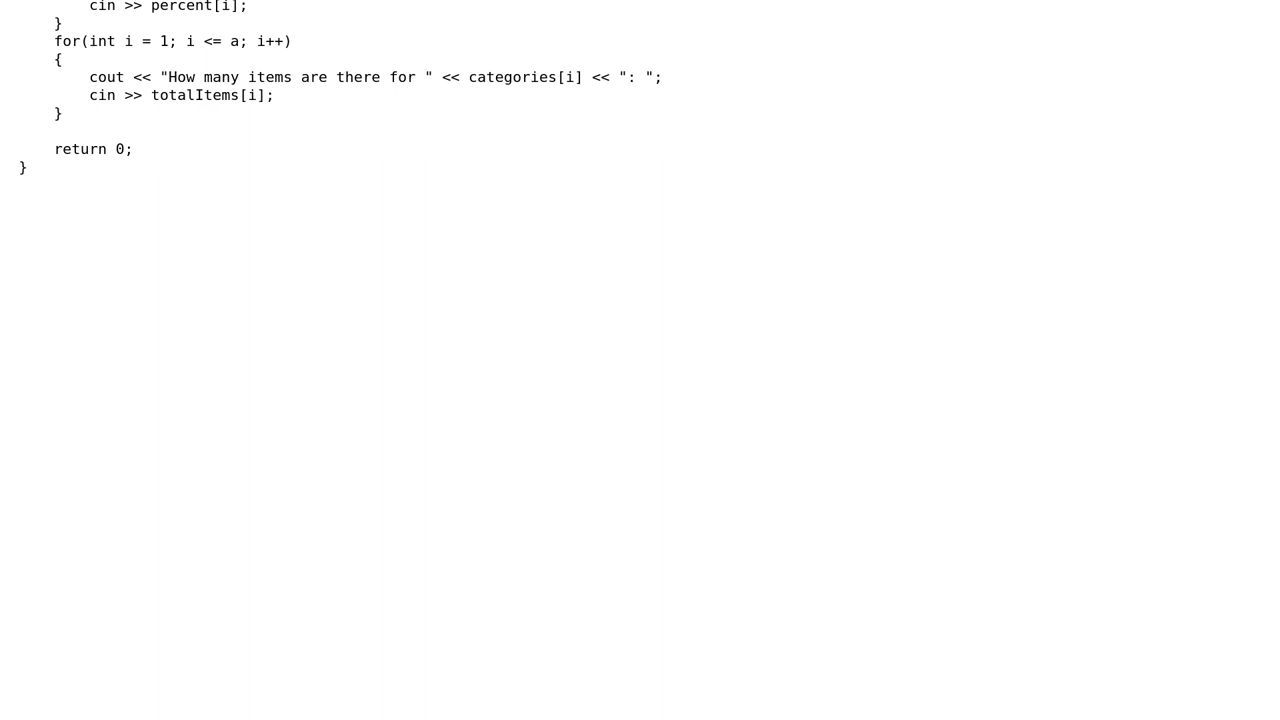 cin >> percent[i];
}
for(int i = 1; i <= a; i++)
{
cout << "How many items are there for " << categories[i] << ": ";
cin >> totalItems[i];
}
return 0;
}